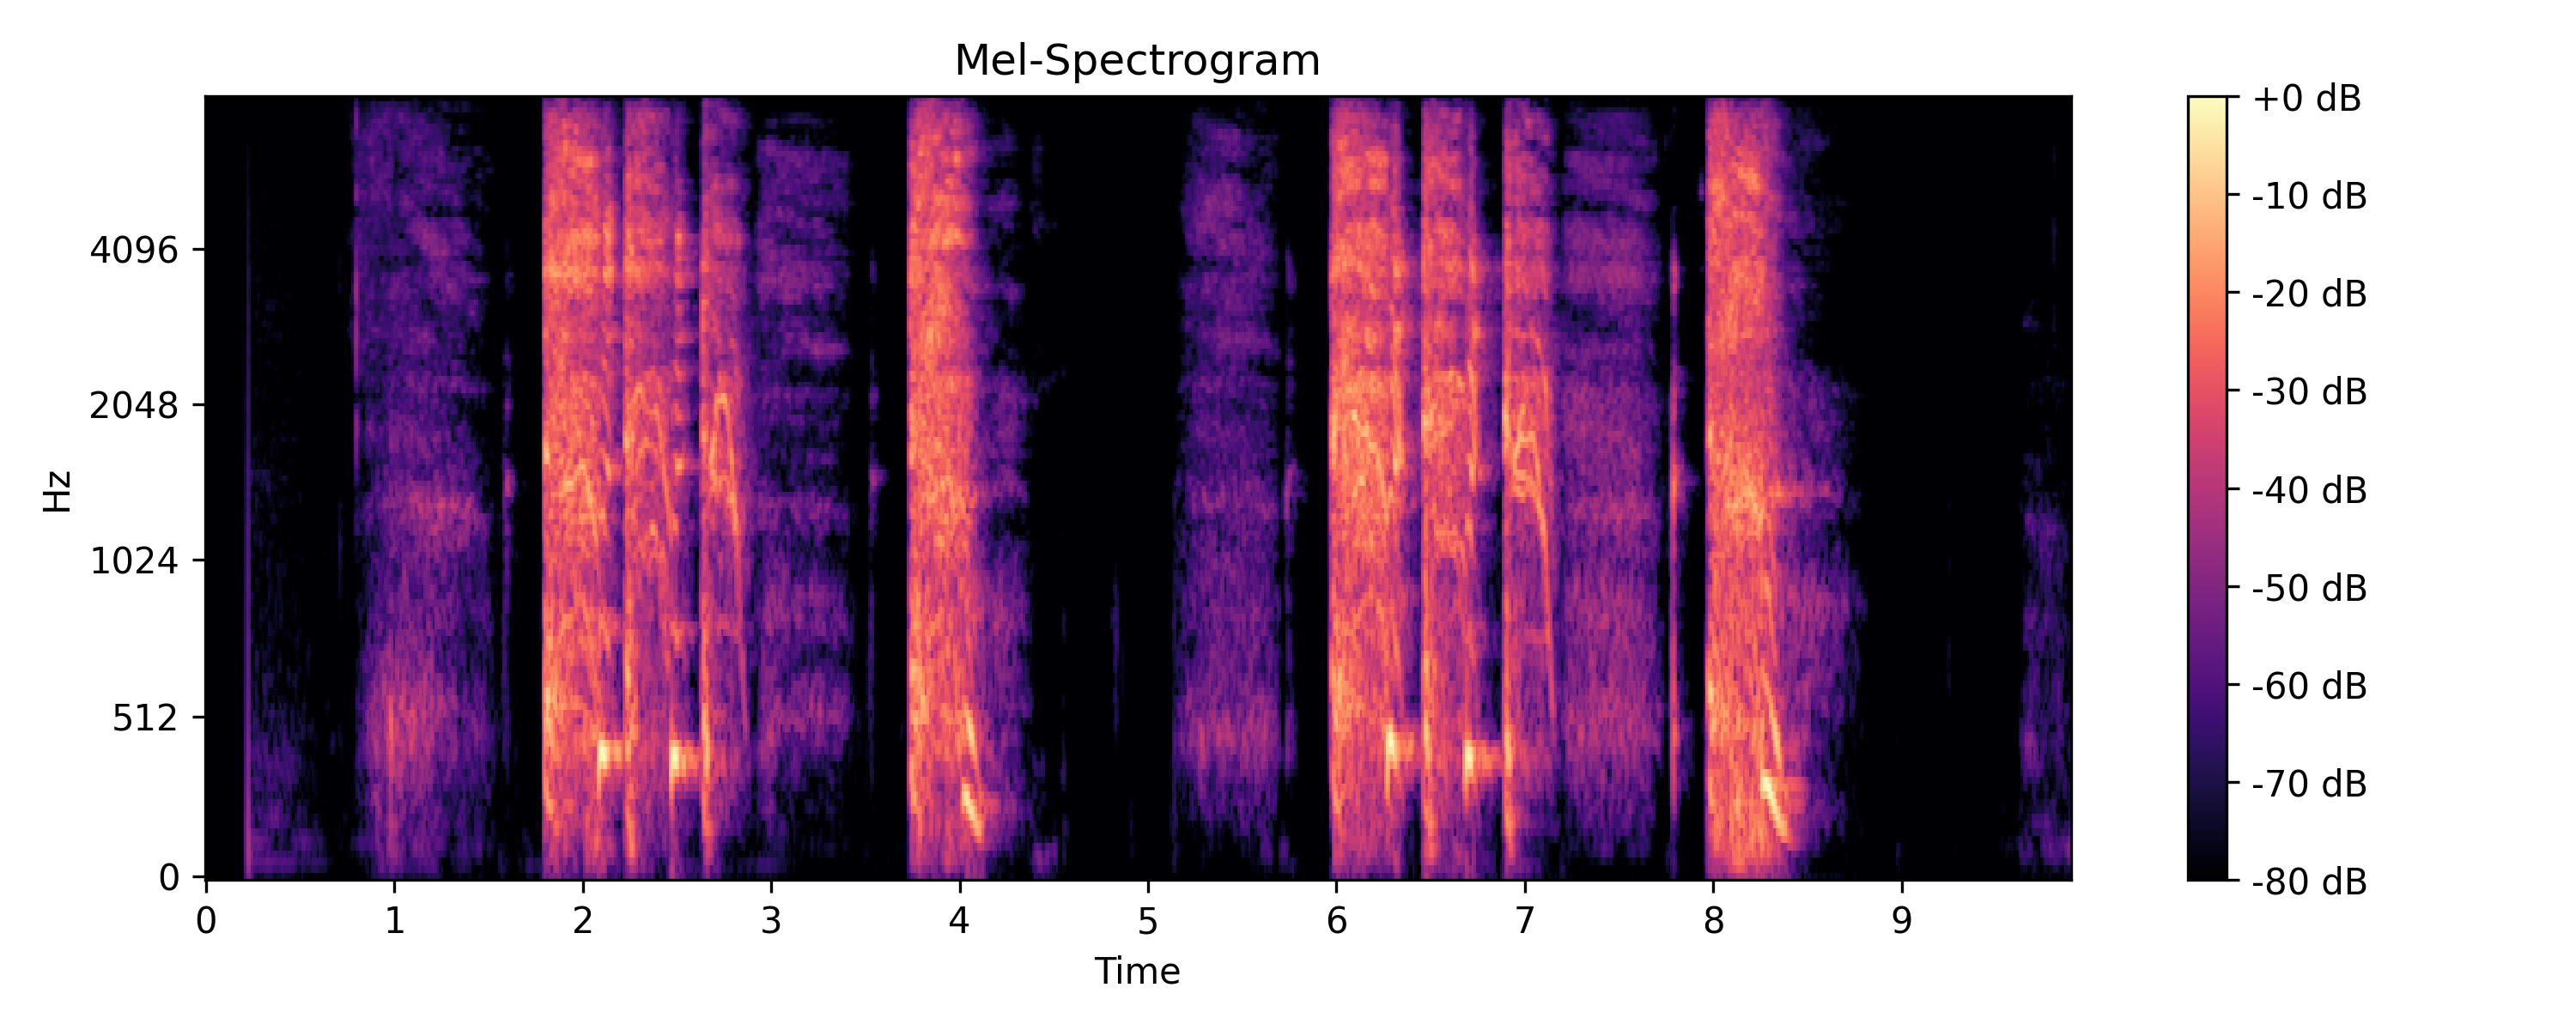 Mel-Spectrogram
+0 dB
-10 dB
-20 dB
-30 dB
-40 dB
-50 dB
-60 dB
-70 dB
-80 dB
Hz
4096
2048
1024
512
0
0 1 2 3 4 5 6 7 8 9
Time